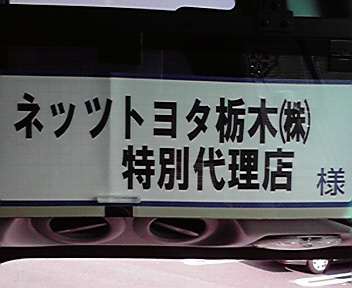 ネッツトヨタ栃木㈱
特別代理店 様